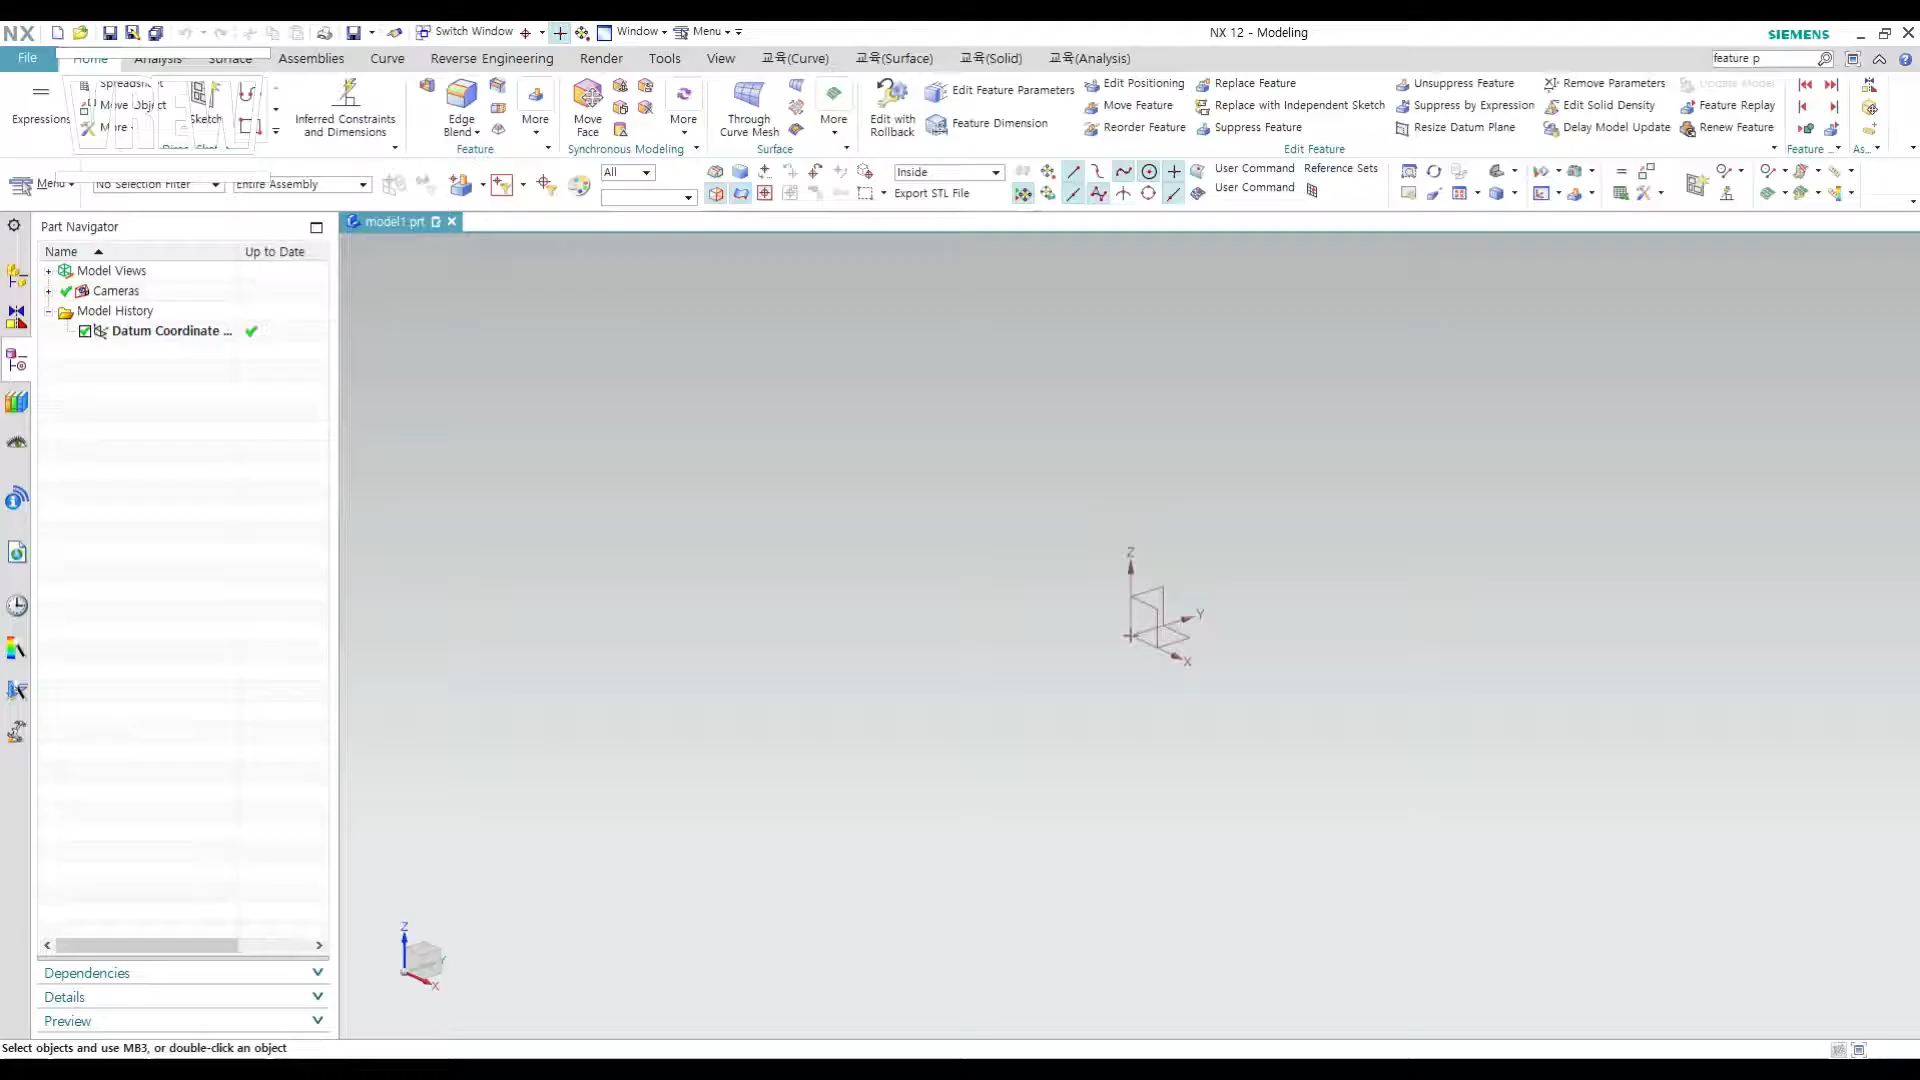 NX Switch Window Window Menu NX 12 - Modeling SIEMENS
File Home Analysis Surface Assemblies Curve Reverse Engineering Render Tools View 교육(Curve) 교육(Surface) 교육(Solid) 교육(Analysis) feature p
Spreadsheet Edit Positioning Replace Feature Unsuppress Feature Remove Parameters
Edit Feature Parameters
Move Object Move Feature Replace with Independent Sketch Suppress by Expression Edit Solid Density Feature Replay
Expressions Sketch Inferred Constraints and Dimensions Edge Blend More Move Face More Through Curve Mesh More Edit with Rollback Feature Dimension
More Reorder Feature Suppress Feature Resize Datum Plane Delay Model Update Renew Feature
Feature Synchronous Modeling Surface Edit Feature Feature ... As...
All Inside User Command Reference Sets
Menu No Selection Filter Entire Assembly Export STL File User Command
Part Navigator model1.prt
Name Up to Date
Model Views
Cameras
Model History
Datum Coordinate ...
Z
Y
X
Z
Y
X
Dependencies
Details
Preview
Select objects and use MB3, or double-click an object